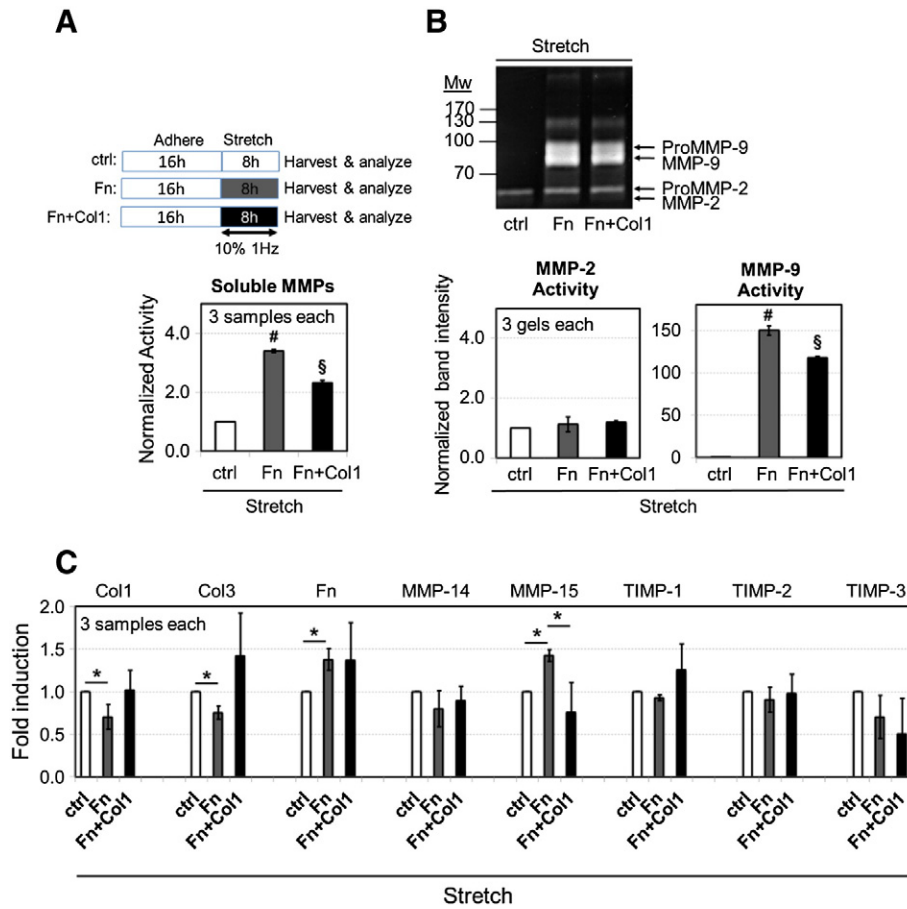 A
Adhere Stretch
ctrl: 16h 8h Harvest & analyze
Fn: 16h 8h Harvest & analyze
Fn+Col1: 16h 8h Harvest & analyze
10% 1Hz
Soluble MMPs
Normalized Activity
3 samples each
4.0
2.0
0.0
#
§
ctrl Fn Fn+Col1
Stretch
B
Stretch
Mw
170
130
100
70
ProMMP-9
MMP-9
ProMMP-2
MMP-2
ctrl Fn Fn+Col1
MMP-2
Activity
Normalized band intensity
3 gels each
4.0
2.0
0.0
ctrl Fn Fn+Col1
MMP-9
Activity
150
100
50
0
#
§
ctrl Fn Fn+Col1
Stretch
C
Col1 Col3 Fn MMP-14 MMP-15 TIMP-1 TIMP-2 TIMP-3
Fold induction
3 samples each
2.0
1.5
1.0
0.5
0.0
* * * * *
ctrl Fn Fn+Col1 ctrl Fn Fn+Col1 ctrl Fn Fn+Col1 ctrl Fn Fn+Col1 ctrl Fn Fn+Col1 ctrl Fn Fn+Col1 ctrl Fn Fn+Col1 ctrl Fn Fn+Col1
Stretch